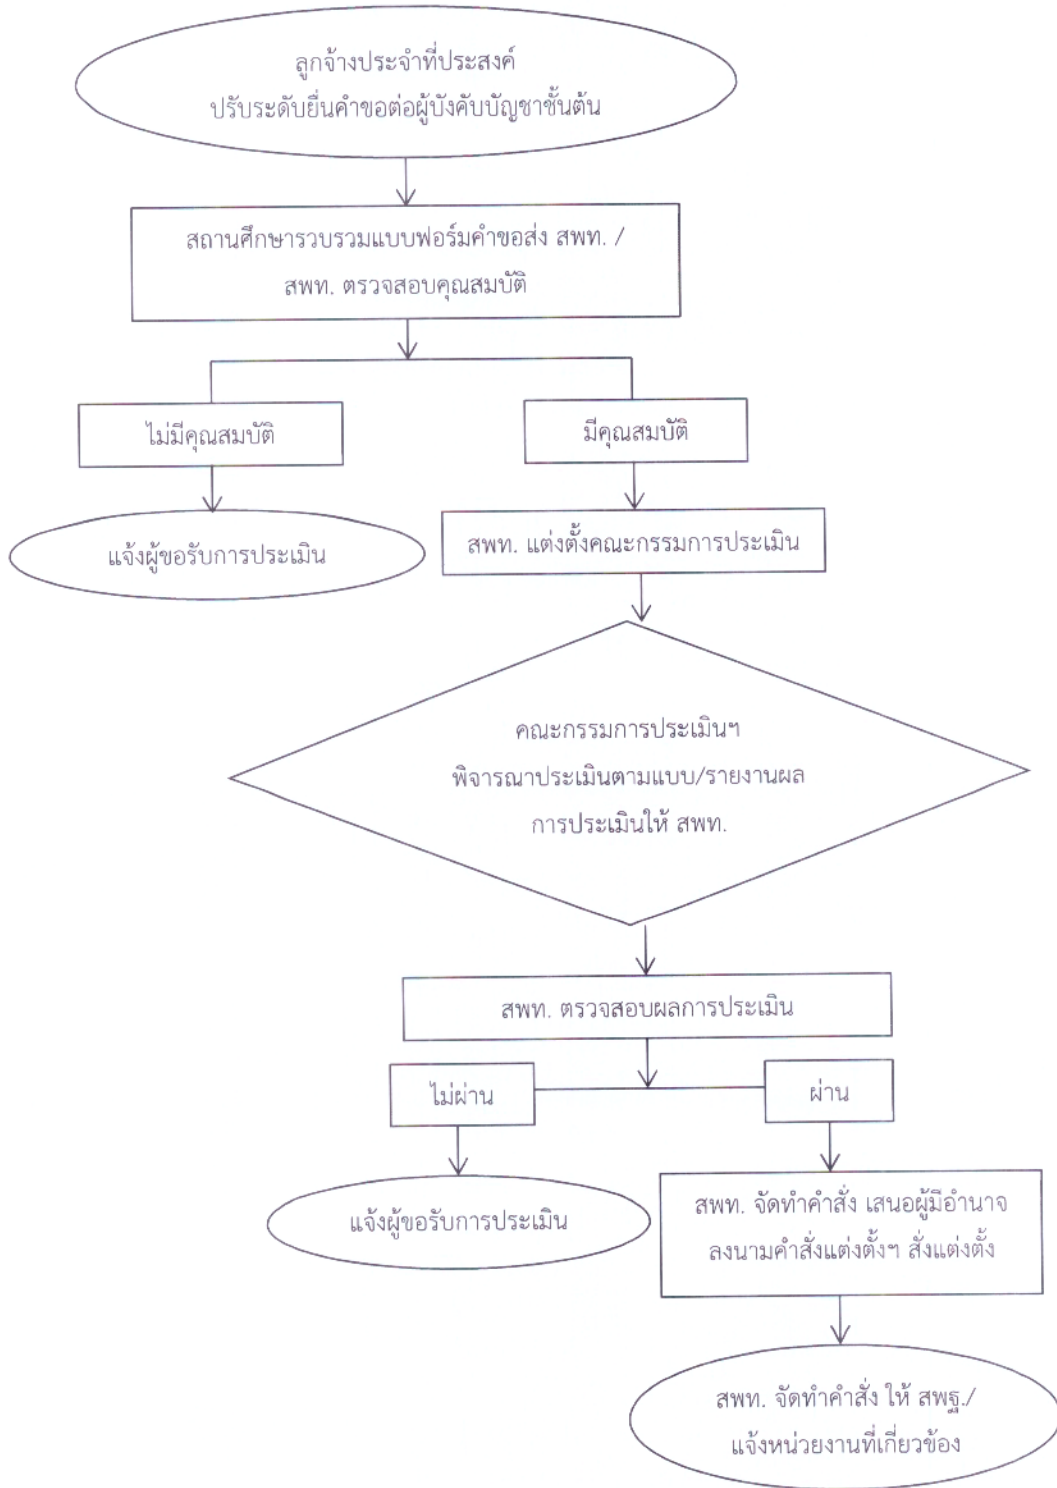 ลูกจ้างประจำที่ประสงค์
ปรับระดับยื่นคำขอต่อผู้บังคับบัญชาชั้นต้น
สถานศึกษารวบรวมแบบฟอร์มคำขอส่ง สพท. /
สพท. ตรวจสอบคุณสมบัติ
ไม่มีคุณสมบัติ
มีคุณสมบัติ
แจ้งผู้ขอรับการประเมิน
สพท. แต่งตั้งคณะกรรมการประเมิน
คณะกรรมการประเมินฯ
พิจารณาประเมินตามแบบ/รายงานผล
การประเมินให้ สพท.
สพท. ตรวจสอบผลการประเมิน
ไม่ผ่าน
ผ่าน
แจ้งผู้ขอรับการประเมิน
สพท. จัดทำคำสั่ง เสนอผู้มีอำนาจ
ลงนามคำสั่งแต่งตั้งฯ สั่งแต่งตั้ง
สพท. จัดทำคำสั่ง ให้ สพฐ./
แจ้งหน่วยงานที่เกี่ยวข้อง